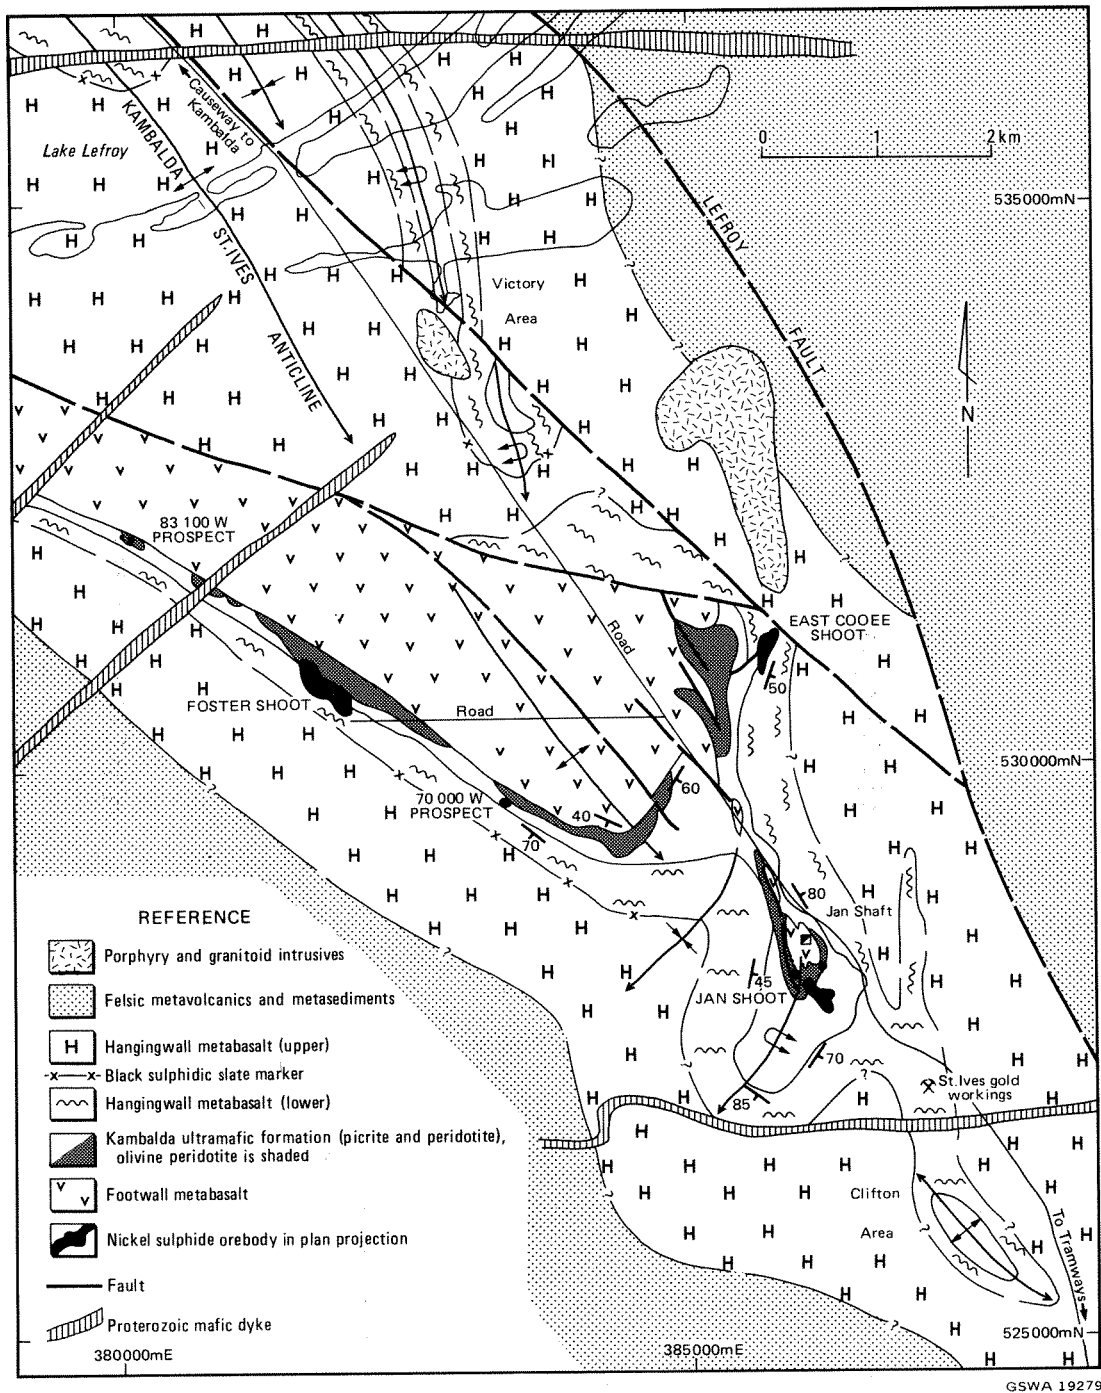 Causeway to
Kambalda
Lake Lefroy
KAMBALDA
ST. IVES
ANTICLINE
0
2 km
535000mN
LEFROY
FAULT
Victory
Area
N
83 100 W
PROSPECT
EAST COOEE
SHOOT
50
Road
FOSTER SHOOT
Road
530000mN
60
70 000 W
PROSPECT
40
70
80
Jan Shaft
45
JAN SHOOT
70
85
St. Ives gold
workings
Clifton
Area
To Tramways
525000mN
380000mE
385000mE
REFERENCE
Porphyry and granitoid intrusives
Felsic metavolcanics and metasediments
H Hangingwall metabasalt (upper)
—x——x— Black sulphidic slate marker
Hangingwall metabasalt (lower)
Kambalda ultramafic formation (picrite and peridotite),
olivine peridotite is shaded
v v Footwall metabasalt
Nickel sulphide orebody in plan projection
Fault
Proterozoic mafic dyke
GSWA 19279